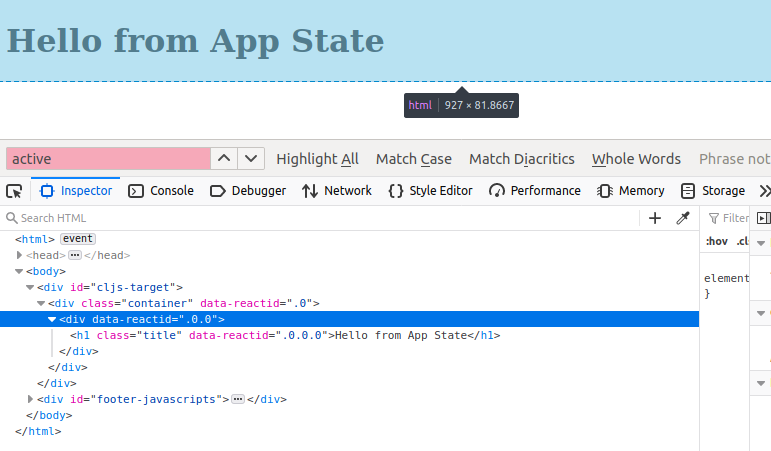 Hello from App State
html 927 × 81.8667
active Highlight All Match Case Match Diacritics Whole Words Phrase not
Inspector Console Debugger Network Style Editor Performance Memory Storage
Search HTML Filter
:hov .cls
<html> event
<head> ••• </head>
<body>
<div id="cljs-target">
<div class="container" data-reactid=".0">
<div data-reactid=".0.0">
<h1 class="title" data-reactid=".0.0.0">Hello from App State</h1>
</div>
</div>
</div>
<div id="footer-javascripts"> ••• </div>
</body>
</html>
element
}